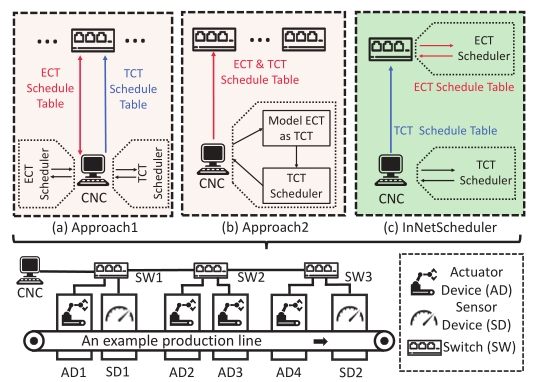 ECT
Schedule
Table
TCT
Schedule
Table
ECT
Scheduler
CNC
TCT
Scheduler
(a) Approach1
ECT & TCT
Schedule Table
Model ECT
as TCT
TCT
Scheduler
CNC
(b) Approach2
ECT
Scheduler
ECT Schedule Table
TCT Schedule Table
TCT
Scheduler
CNC
(c) InNetScheduler
CNC
SW1
SW2
SW3
An example production line
AD1
SD1
AD2
AD3
AD4
SD2
Actuator
Device (AD)
Sensor
Device (SD)
Switch (SW)